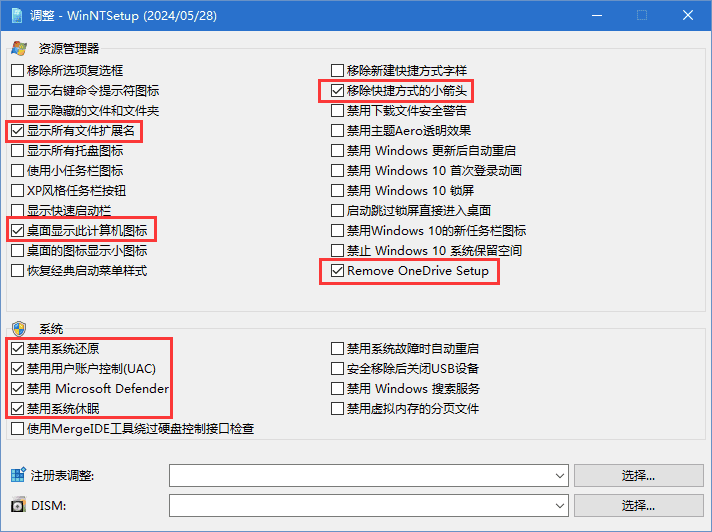 调整 - WinNTSetup (2024/05/28)
资源管理器
移除所选项复选框
显示右键命令提示符图标
显示隐藏的文件和文件夹
显示所有文件扩展名
显示所有托盘图标
使用小任务栏图标
XP风格任务栏按钮
显示快速启动栏
桌面显示此计算机图标
桌面的图标显示小图标
恢复经典启动菜单样式
移除新建快捷方式字样
移除快捷方式的小箭头
禁用下载文件安全警告
禁用主题Aero透明效果
禁用 Windows 更新后自动重启
禁用 Windows 10 首次登录动画
禁用 Windows 10 锁屏
启动跳过锁屏直接进入桌面
禁用Windows 10的新任务栏图标
禁止 Windows 10 系统保留空间
Remove OneDrive Setup
系统
禁用系统还原
禁用用户账户控制(UAC)
禁用 Microsoft Defender
禁用系统休眠
使用MergeIDE工具绕过硬盘控制接口检查
禁用系统故障时自动重启
安全移除后关闭USB设备
禁用 Windows 搜索服务
禁用虚拟内存的分页文件
注册表调整:
选择...
DISM:
选择...